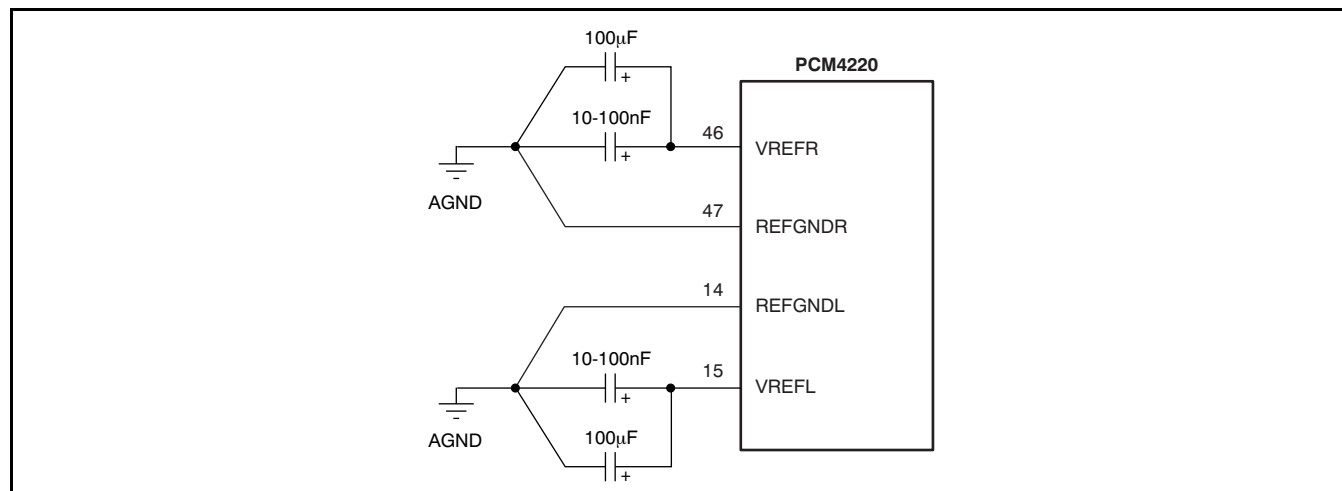 100μF
+
PCM4220
10-100nF
+
46
VREFR
AGND
47
REFGNDR
14
REFGNDL
10-100nF
+
15
VREFL
AGND
100μF
+